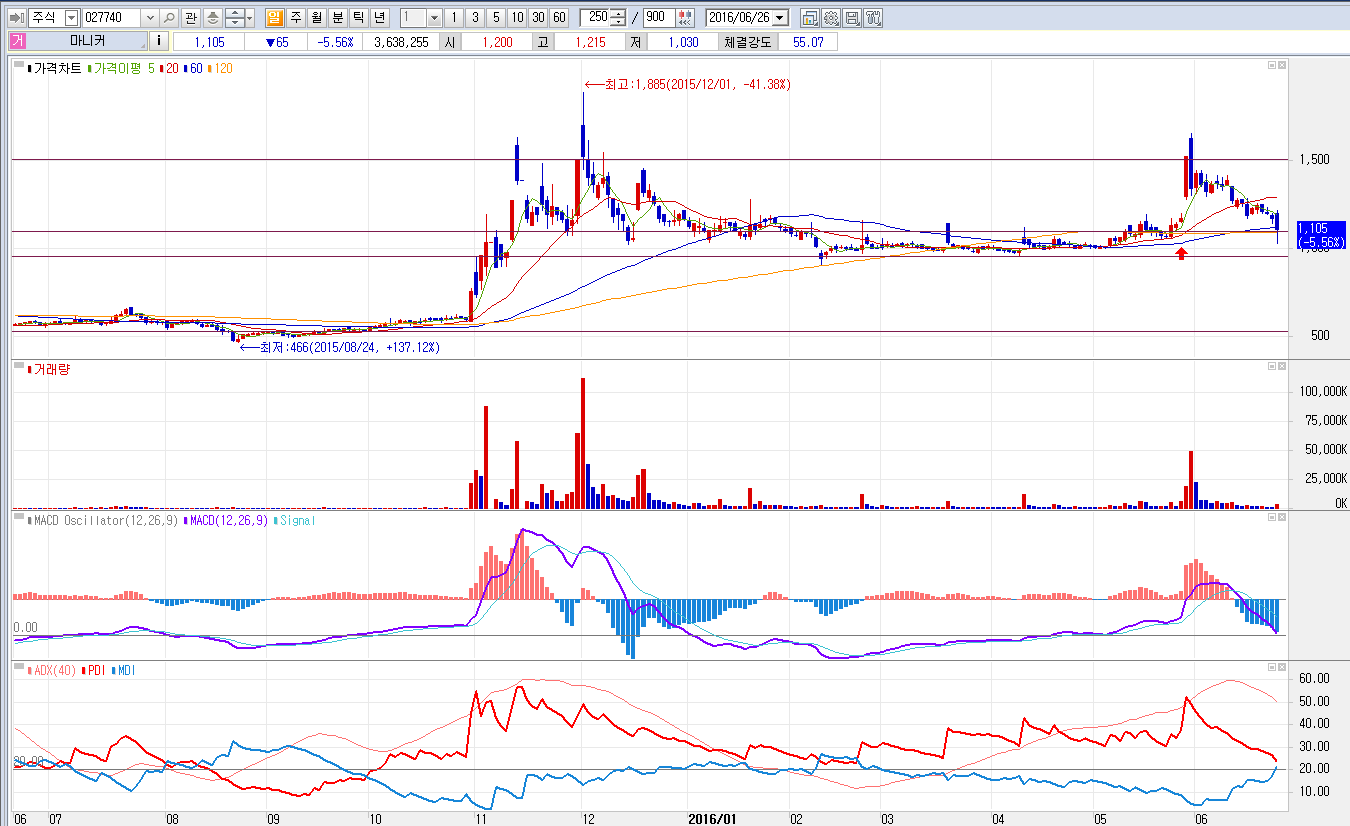 주식 027740 관 일 주 월 분 틱 년 1 1 3 5 10 30 60 250 / 900 2016/06/26
거 마니커 i 1,105 ▼65 -5.56% 3,638,255 시 1,200 고 1,215 저 1,030 체결강도 55.07
가격차트 가격이평 5 20 60 120
←최고:1,885(2015/12/01, -41.38%)
1,500
1,105
(-5.56%)
500
←최저:466(2015/08/24, +137.12%)
거래량
100,000K
75,000K
50,000K
25,000K
0K
MACD Oscillator(12,26,9) MACD(12,26,9) Signal
0.00
ADX(40) PDI MDI
60.00
50.00
40.00
30.00
20.00 20.00
10.00
06 07 08 09 10 11 12 2016/01 02 03 04 05 06